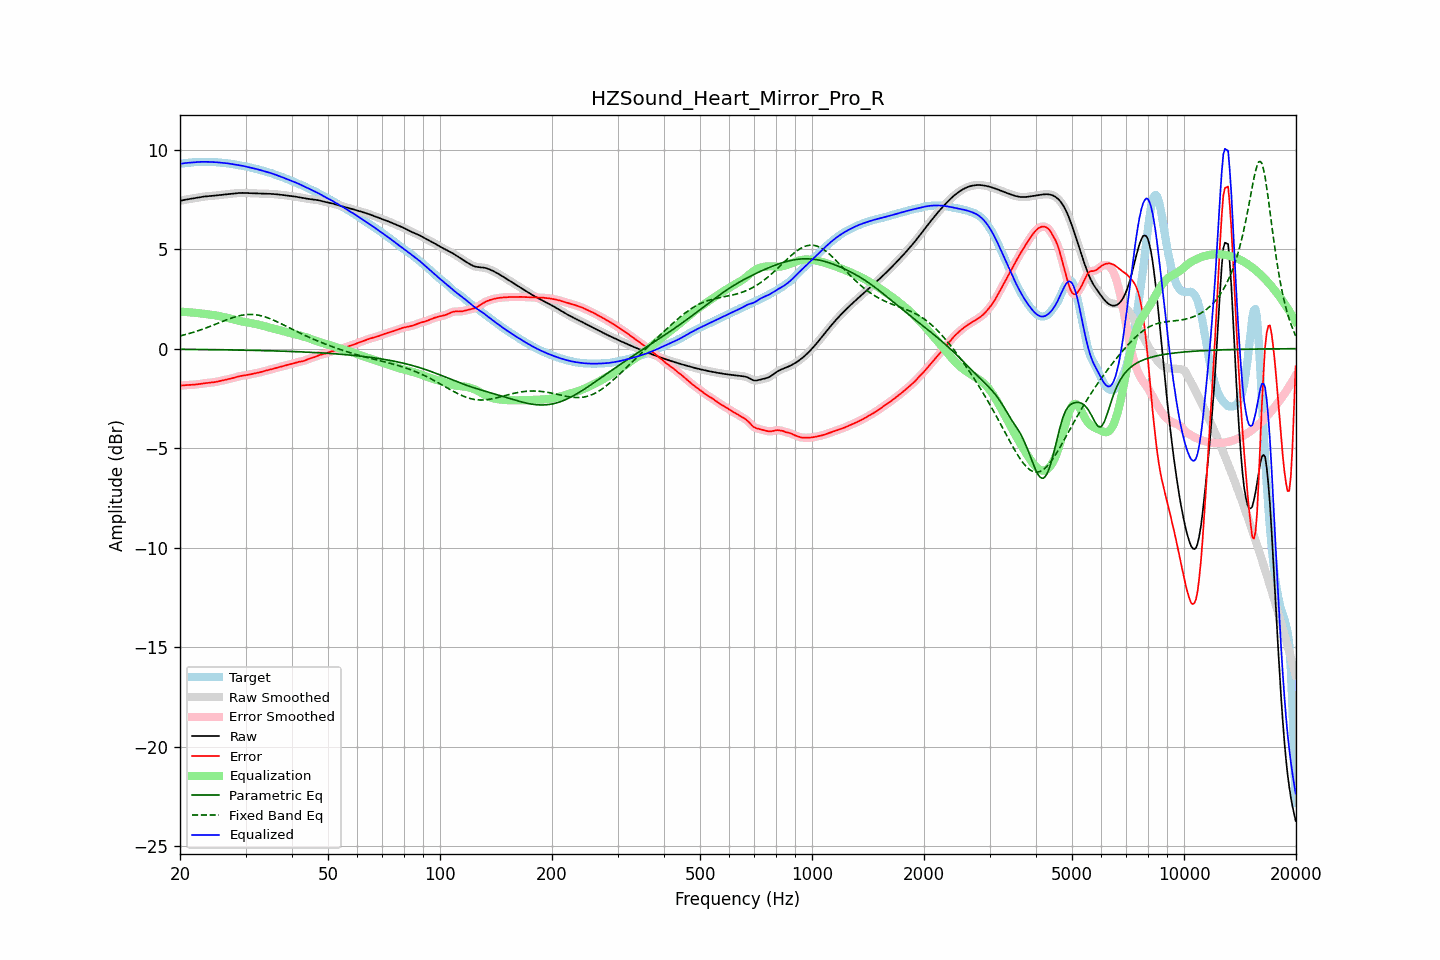 HZSound_Heart_Mirror_Pro_R
10
5
0
−5
−10
−15
−20
−25
Amplitude (dBr)
Target
Raw Smoothed
Error Smoothed
Raw
Error
Equalization
Parametric Eq
Fixed Band Eq
Equalized
20 50 100 200 500 1000 2000 5000 10000 20000
Frequency (Hz)